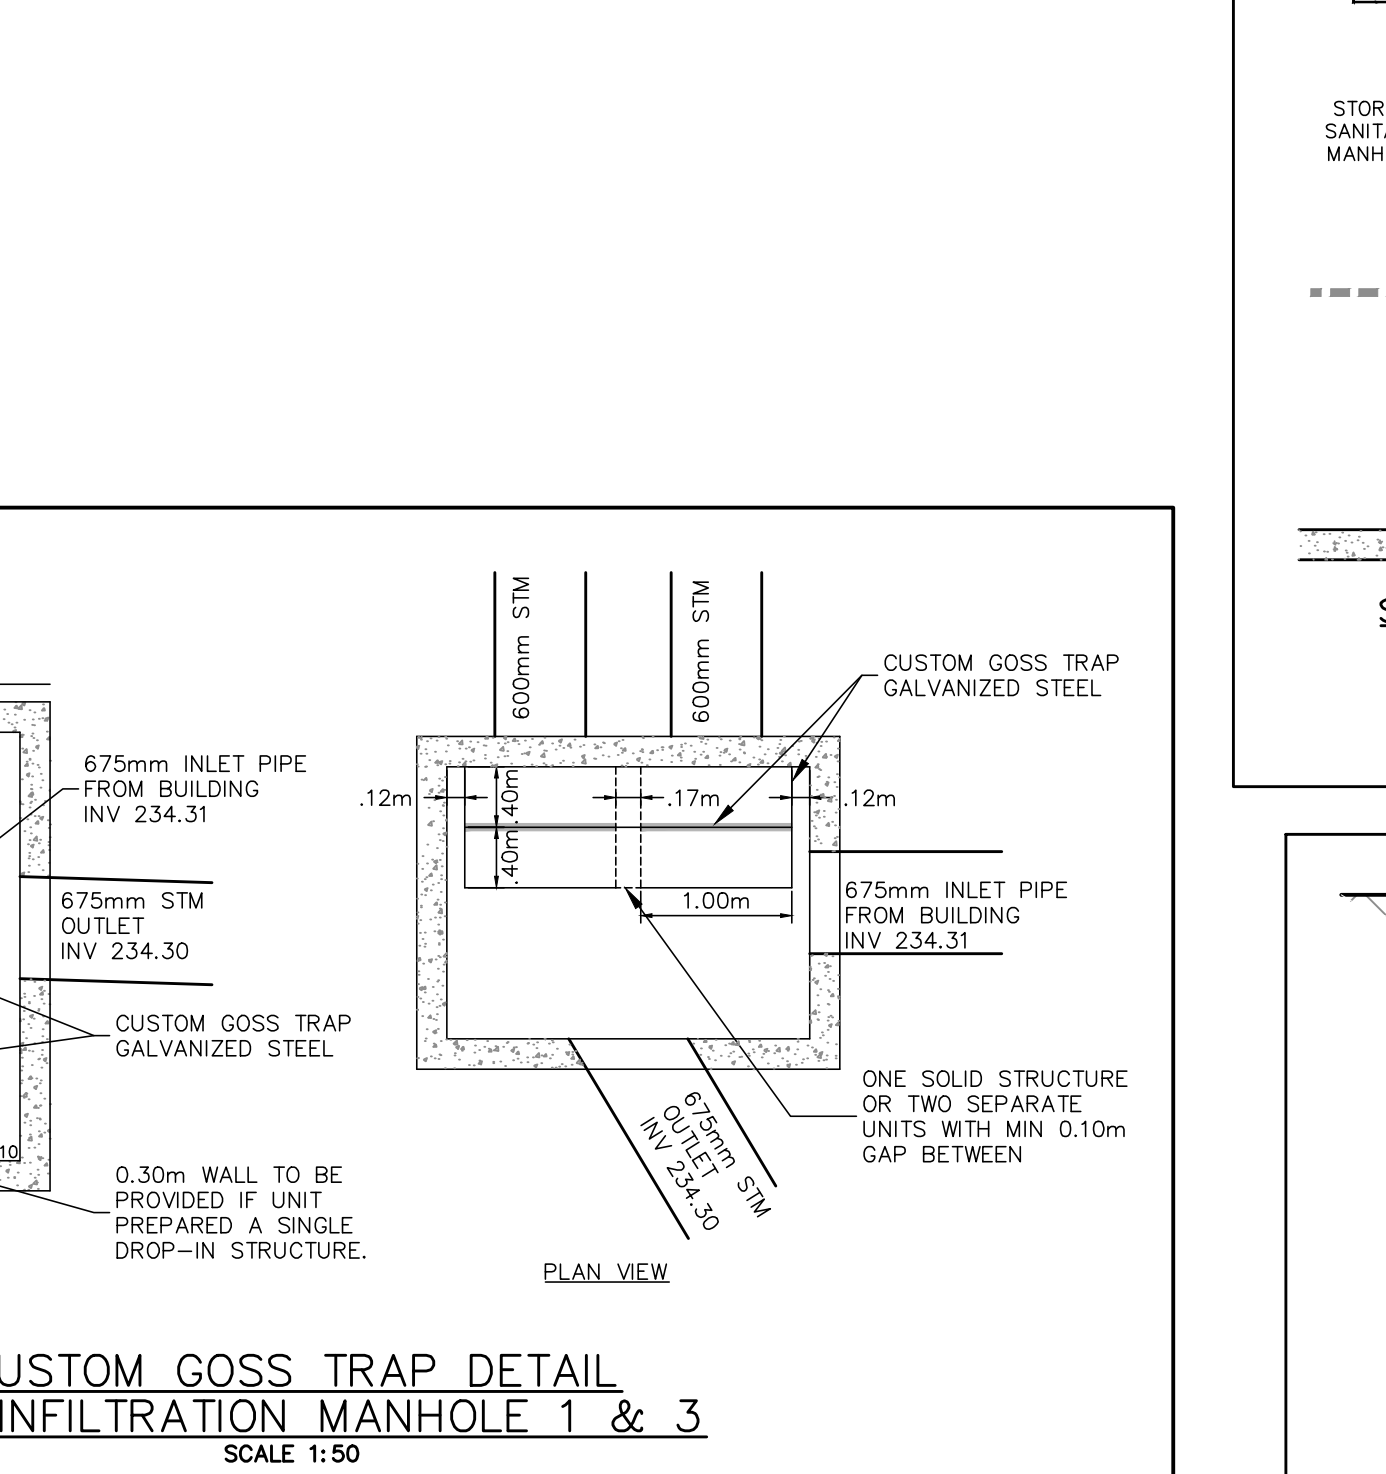 STOR
SANITA
MANH
600mm STM
600mm STM
CUSTOM GOSS TRAP
GALVANIZED STEEL
675mm INLET PIPE
FROM BUILDING
INV 234.31
.12m
.40m
.17m
.12m
.40m
675mm STM
OUTLET
INV 234.30
1.00m
675mm INLET PIPE
FROM BUILDING
INV 234.31
CUSTOM GOSS TRAP
GALVANIZED STEEL
ONE SOLID STRUCTURE
OR TWO SEPARATE
UNITS WITH MIN 0.10m
GAP BETWEEN
675mm STM
OUTLET
INV 234.30
10
0.30m WALL TO BE
PROVIDED IF UNIT
PREPARED A SINGLE
DROP-IN STRUCTURE.
PLAN VIEW
USTOM GOSS TRAP DETAIL
INFILTRATION MANHOLE 1 & 3
SCALE 1:50